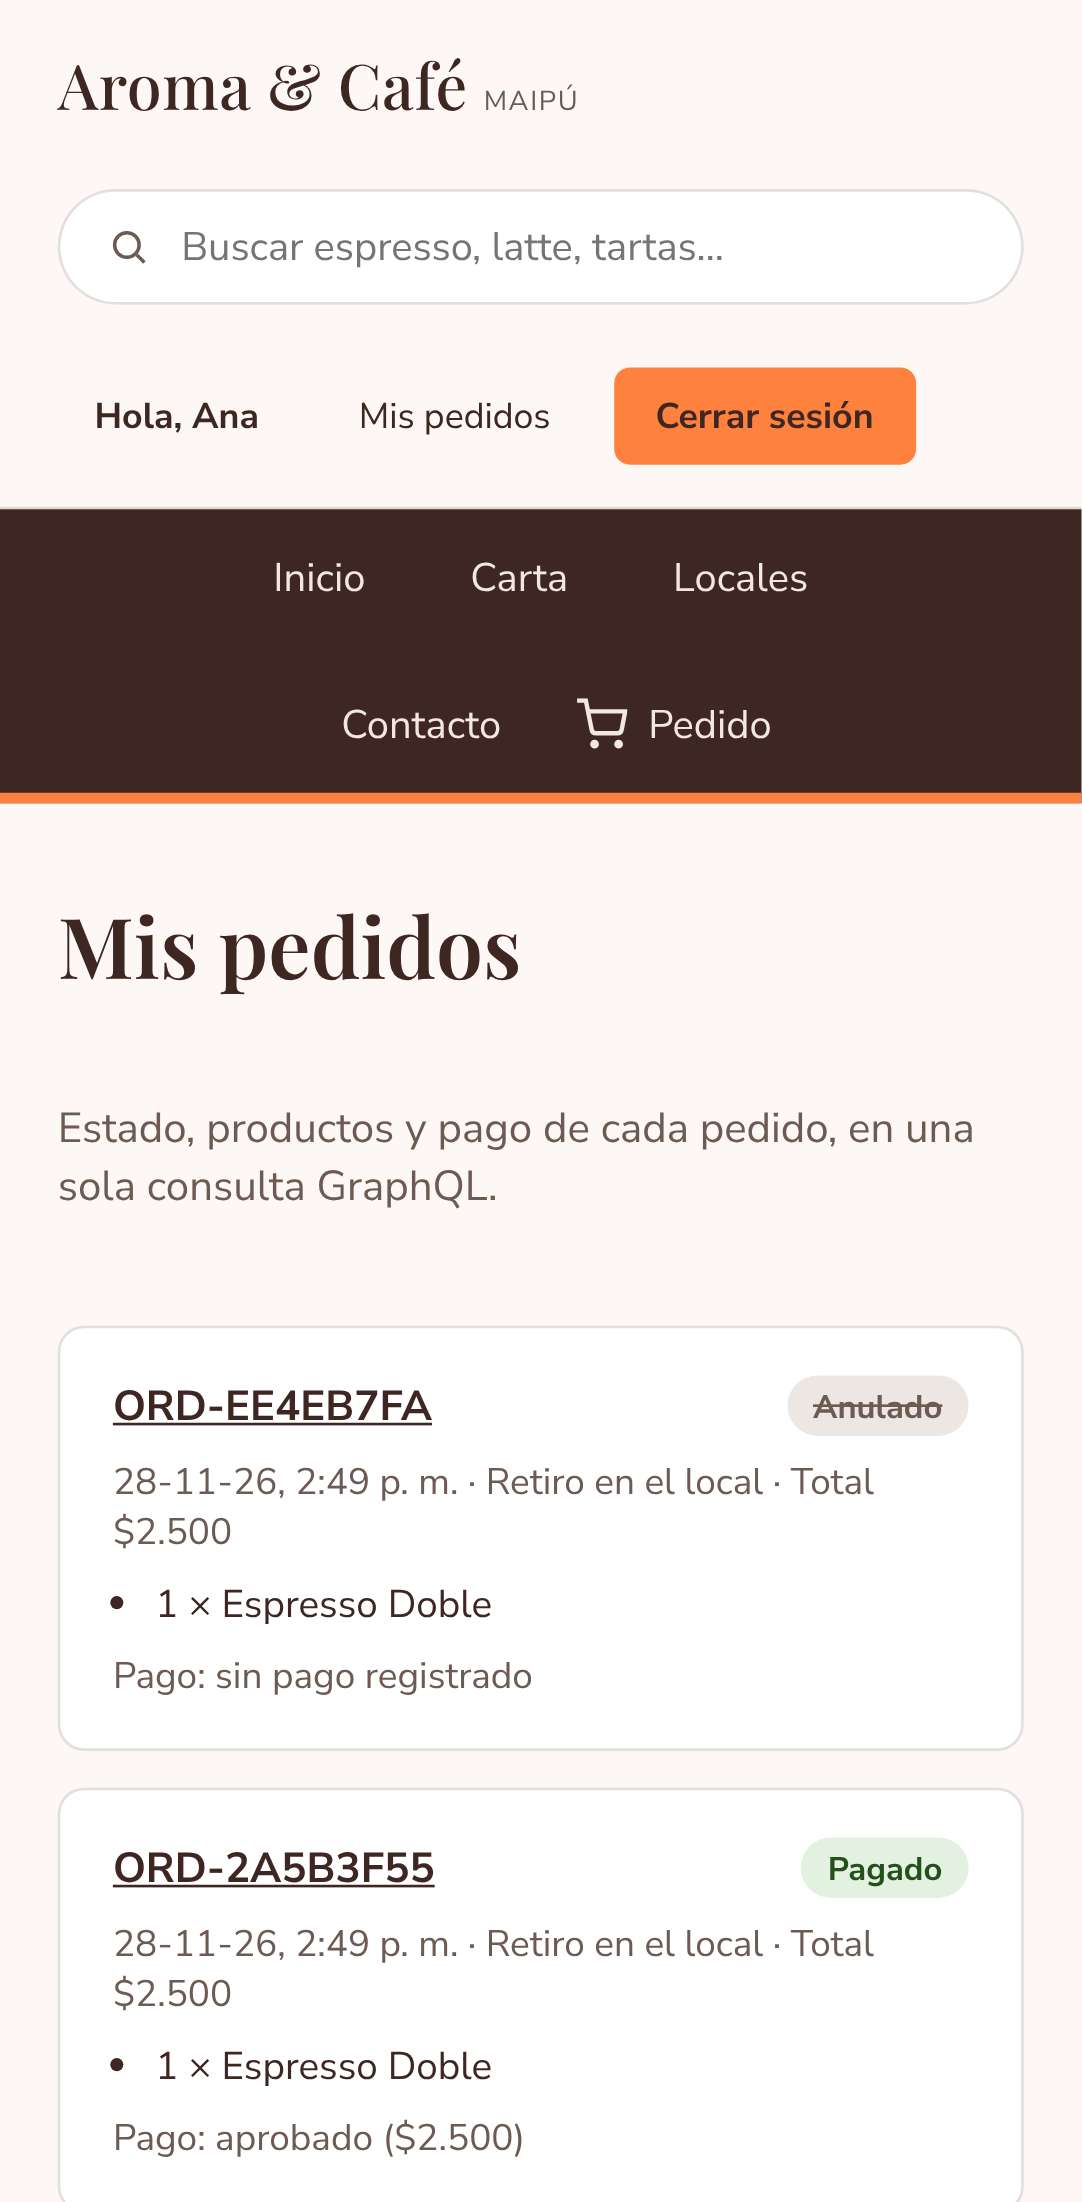 Aroma & Café MAIPÚ
Buscar espresso, latte, tartas...
Hola, Ana Mis pedidos Cerrar sesión
Inicio Carta Locales
Contacto Pedido
Mis pedidos
Estado, productos y pago de cada pedido, en una
sola consulta GraphQL.
ORD-EE4EB7FA Anulado
28-11-26, 2:49 p. m. · Retiro en el local · Total
$2.500
• 1 × Espresso Doble
Pago: sin pago registrado
ORD-2A5B3F55 Pagado
28-11-26, 2:49 p. m. · Retiro en el local · Total
$2.500
• 1 × Espresso Doble
Pago: aprobado ($2.500)